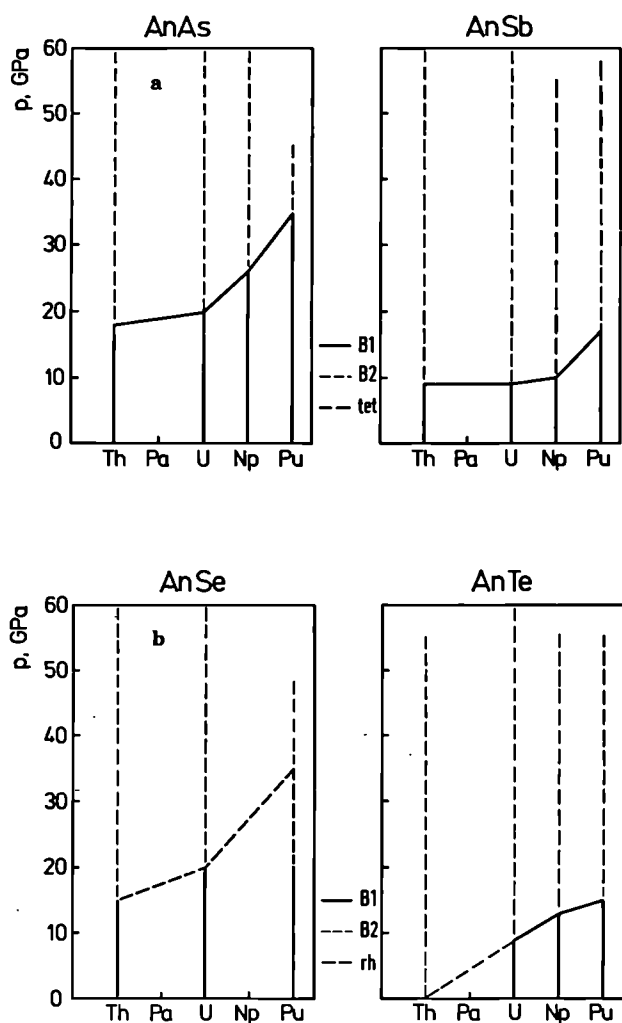 AnAs
AnSb
p, GPa
a
60
50
40
30
20
10
0
B1
B2
tet
Th Pa U Np Pu
Th Pa U Np Pu
AnSe
AnTe
p, GPa
b
60
50
40
30
20
10
0
B1
B2
rh
Th Pa U Np Pu
Th Pa U Np Pu